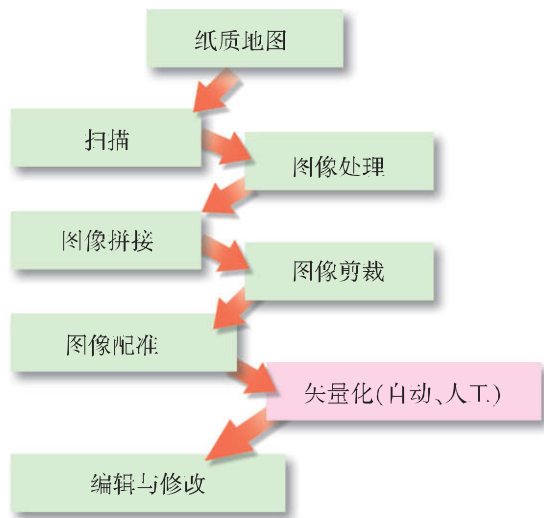 纸质地图
扫描
图像处理
图像拼接
图像剪裁
图像配准
矢量化(自动、人工)
编辑与修改